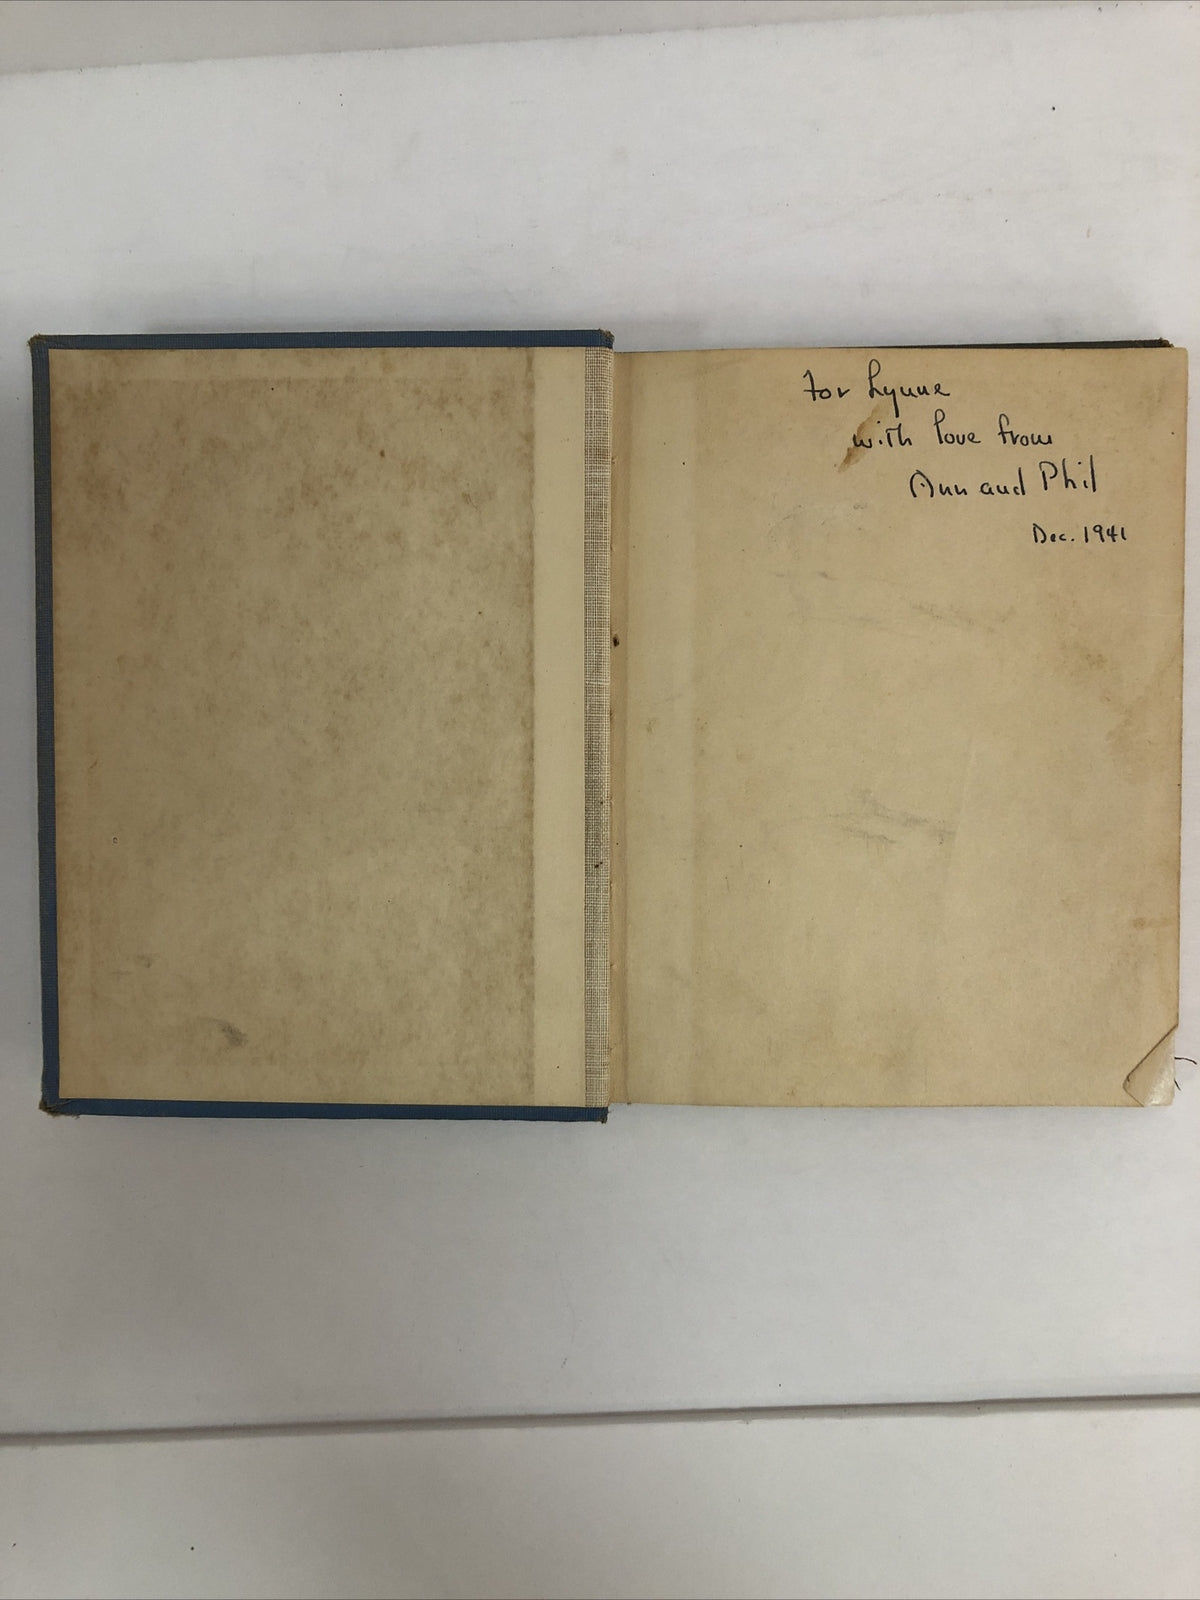 For Lynne
with love from
Ann and Phil
Dec. 1941